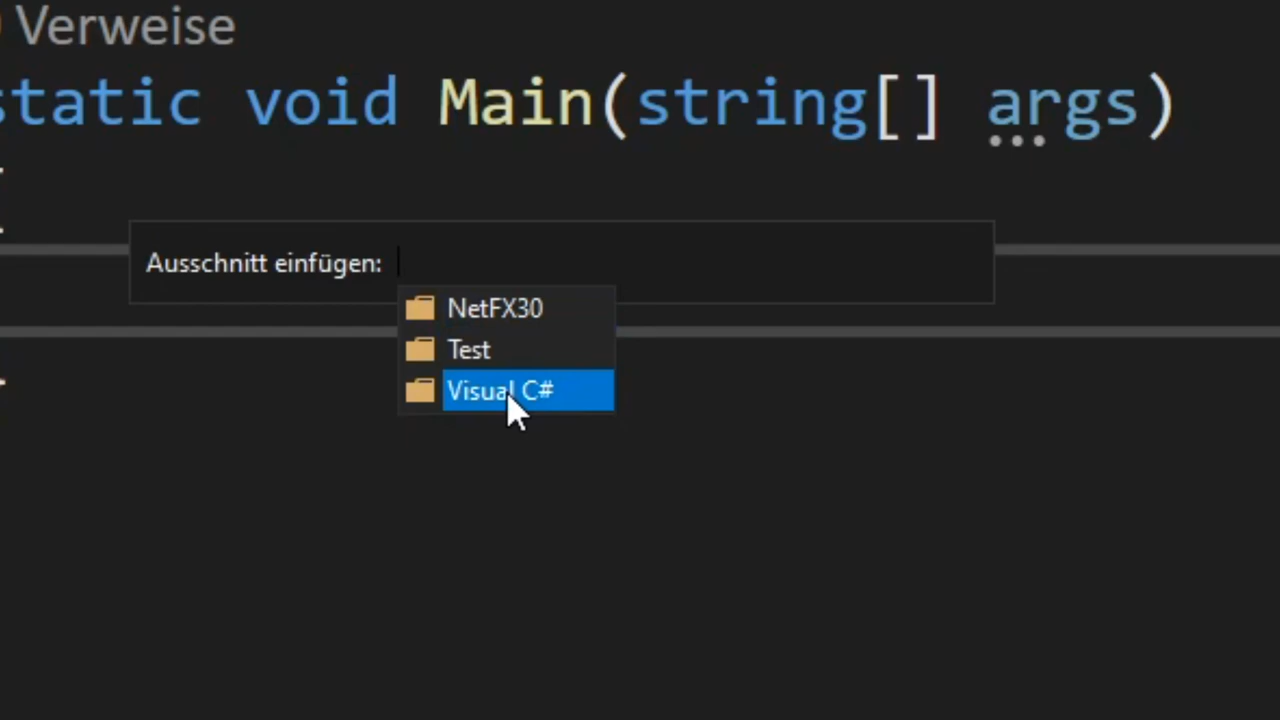 Verweise
static void Main(string[] args)
Ausschnitt einfügen:
NetFX30
Test
Visual C#